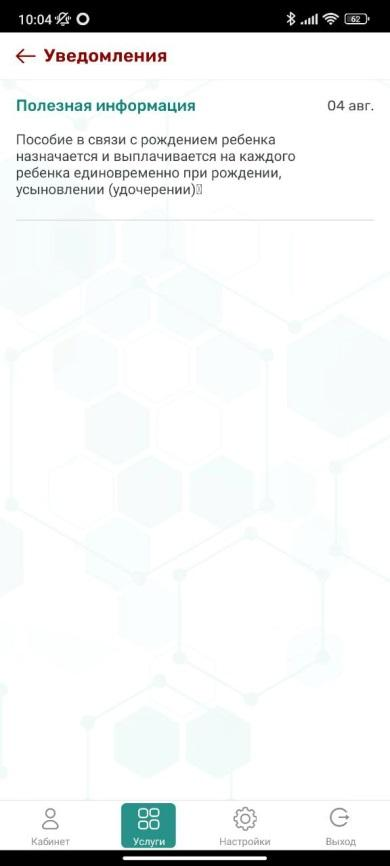 10:04
62
Уведомления
Полезная информация
04 авг.
Пособие в связи с рождением ребенка
назначается и выплачивается на каждого
ребенка единовременно при рождении,
усыновлении (удочерении)
Кабинет
Услуги
Настройки
Выход